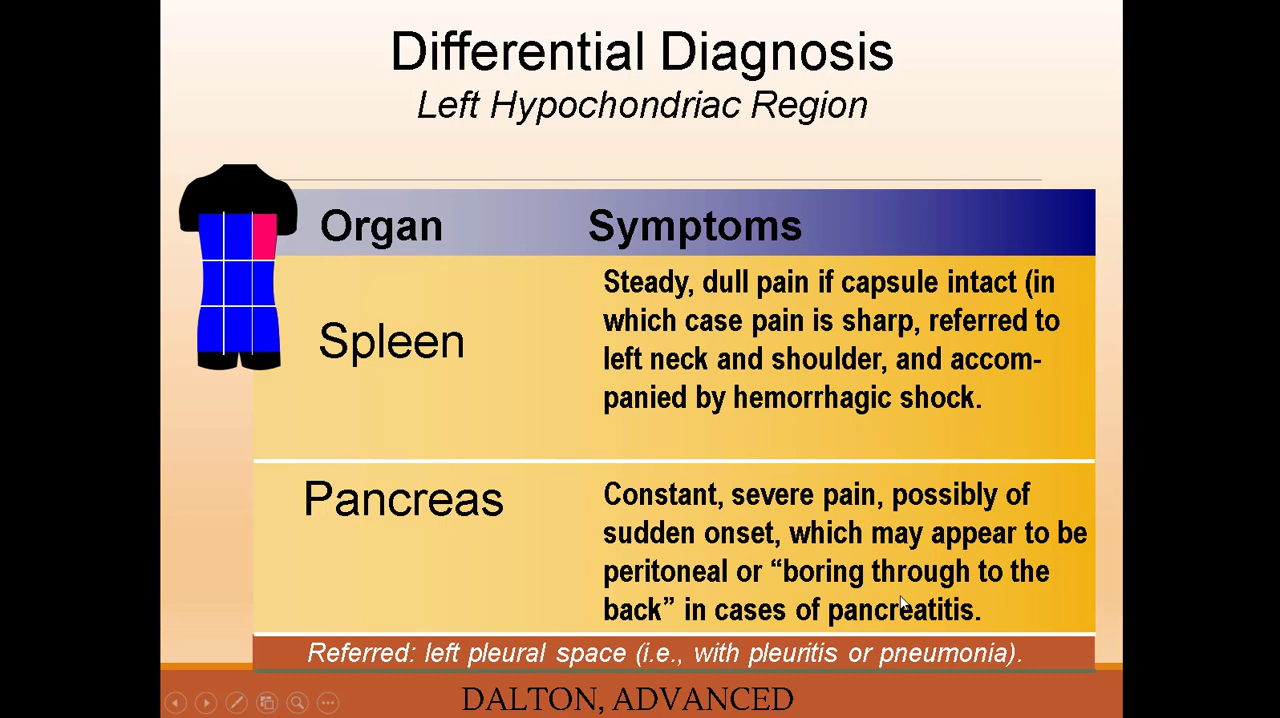 Differential Diagnosis
Left Hypochondriac Region
Organ Symptoms
Spleen
Steady, dull pain if capsule intact (in
which case pain is sharp, referred to
left neck and shoulder, and accom-
panied by hemorrhagic shock.
Pancreas
Constant, severe pain, possibly of
sudden onset, which may appear to be
peritoneal or “boring through to the
back” in cases of pancreatitis.
Referred: left pleural space (i.e., with pleuritis or pneumonia).
DALTON, ADVANCED